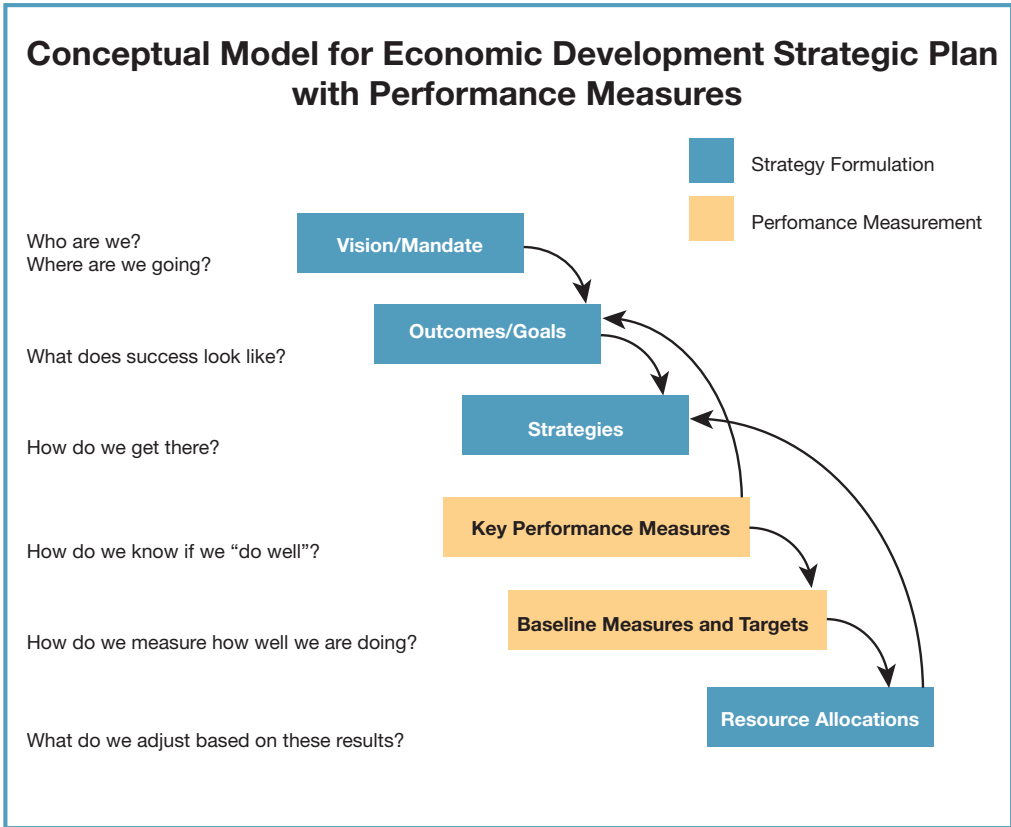 Conceptual Model for Economic Development Strategic Plan
with Performance Measures
Strategy Formulation
Perfomance Measurement
Who are we?
Where are we going?
Vision/Mandate
Outcomes/Goals
What does success look like?
Strategies
How do we get there?
Key Performance Measures
How do we know if we “do well”?
Baseline Measures and Targets
How do we measure how well we are doing?
Resource Allocations
What do we adjust based on these results?